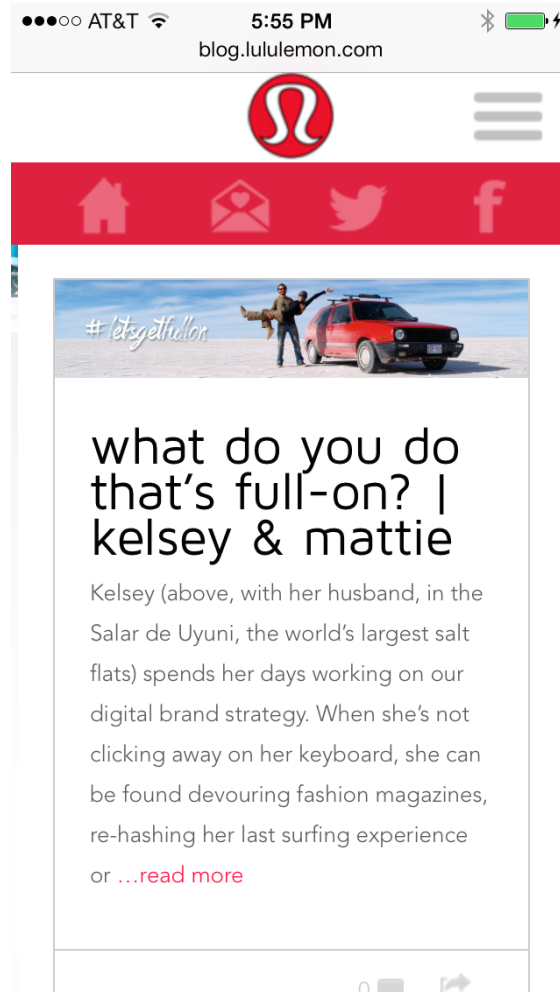 AT&T 5:55 PM
blog.lululemon.com
#letsgetfullon
what do you do
that's full-on? |
kelsey & mattie
Kelsey (above, with her husband, in the
Salar de Uyuni, the world's largest salt
flats) spends her days working on our
digital brand strategy. When she's not
clicking away on her keyboard, she can
be found devouring fashion magazines,
re-hashing her last surfing experience
or …read more
0